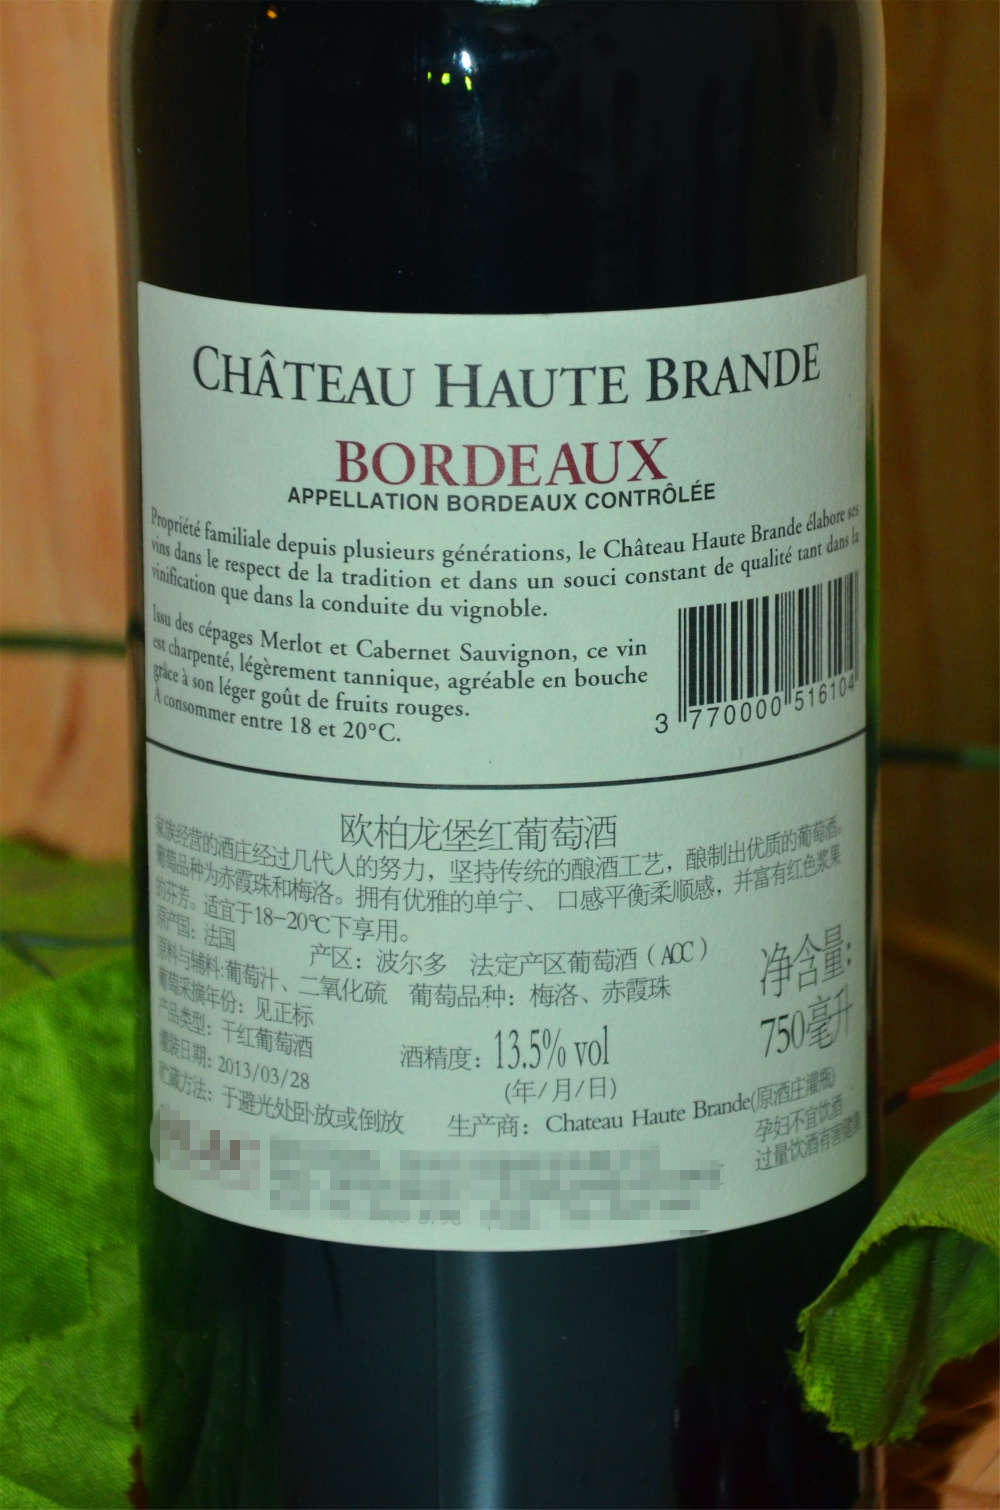 CHÂTEAU HAUTE BRANDE
BORDEAUX
APPELLATION BORDEAUX CONTRÔLÉE
Propriété familiale depuis plusieurs générations, le Château Haute Brande élabore ses
vins dans le respect de la tradition et dans un souci constant de qualité tant dans la
vinification que dans la conduite du vignoble.
Issu des cépages Merlot et Cabernet Sauvignon, ce vin
est charpenté, légèrement tannique, agréable en bouche
grâce à son léger goût de fruits rouges.
A consommer entre 18 et 20°C.
3 770000 516104
欧柏龙堡红葡萄酒
家族经营的酒庄经过几代人的努力，坚持传统的酿酒工艺，酿制出优质的葡萄酒。
葡萄品种为赤霞珠和梅洛。拥有优雅的单宁、口感平衡柔顺感，并富有红色浆果
的芬芳。适宜于18-20℃下享用。
原产国：法国 产区：波尔多 法定产区葡萄酒（AOC）
原料与辅料:葡萄汁、二氧化硫 葡萄品种：梅洛、赤霞珠
葡萄采摘年份：见正标
产品类型：干红葡萄酒 酒精度：13.5% vol
灌装日期：2013/03/28 (年/月/日)
贮藏方法：于避光处卧放或倒放 生产商：Chateau Haute Brande(原酒庄灌瓶)
净含量：
750毫升
孕妇不宜饮酒
过量饮酒有害健康